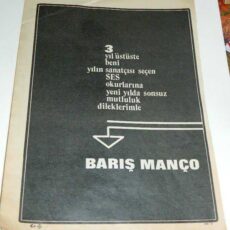 3
yıl üstüste
beni
yılın sanatçısı seçen
SES
okurlarına
yeni yılda sonsuz
mutluluk
dileklerimle
BARIŞ MANÇO